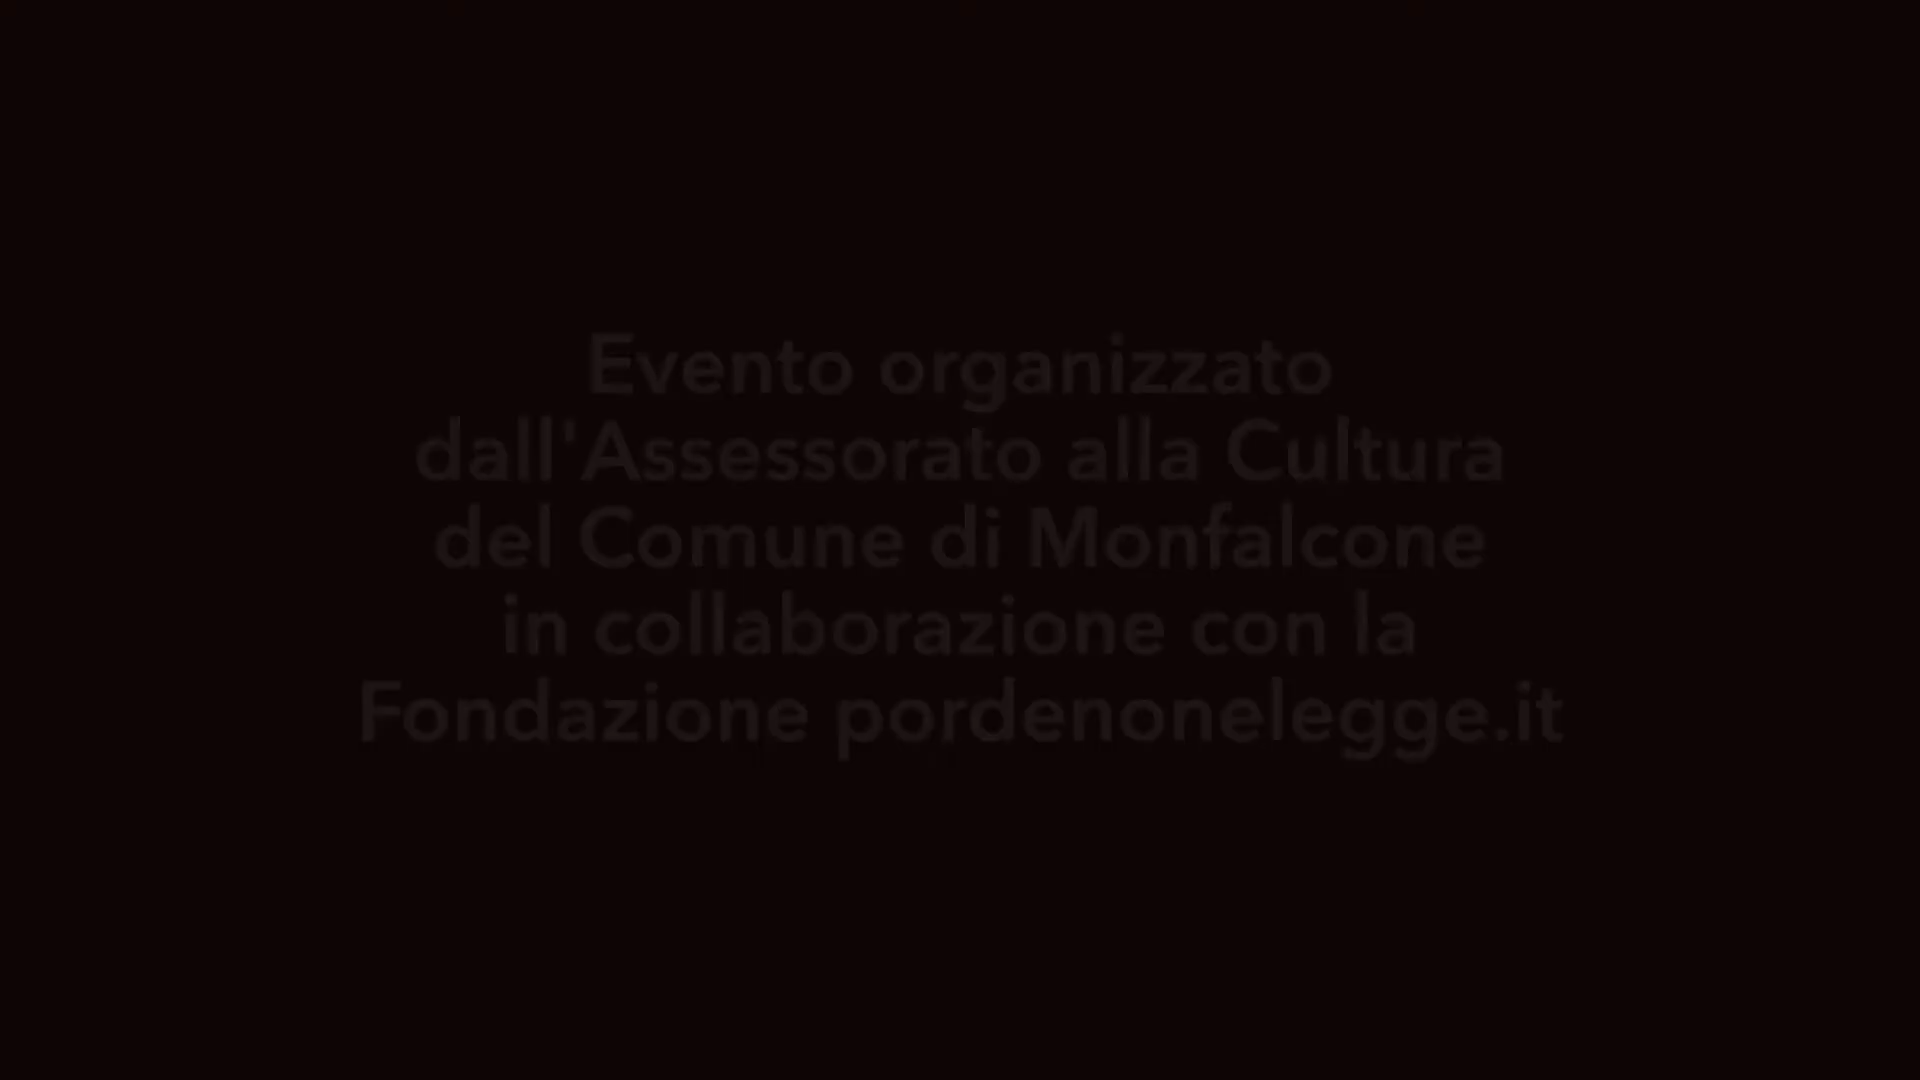 Evento organizzato
dall'Assessorato alla Cultura
del Comune di Monfalcone
in collaborazione con la
Fondazione pordenonelegge.it